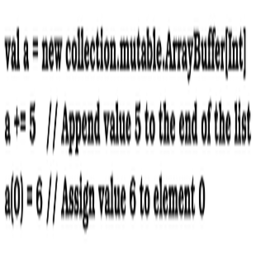 val a = new collection.mutable.ArrayBuffer[Int]
a += 5 // Append value 5 to the end of the list
a(0) = 6 // Assign value 6 to element 0